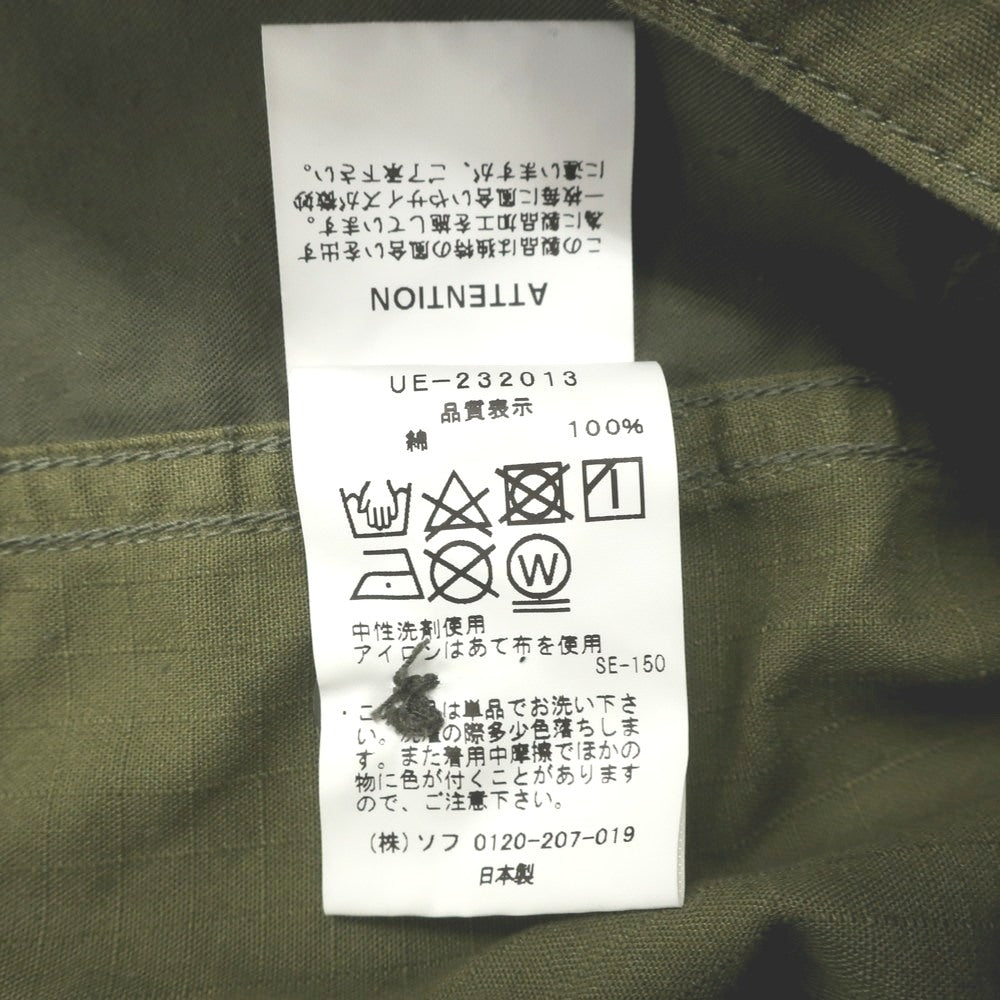 ATTENTION
この製品は独特の風合いを出す
為に製品加工を施しています。
一枚毎に風合いやサイズが微妙
に違いますが、ご了承下さい。
UE-232013
品質表示
綿 100%
W
中性洗剤使用
アイロンはあて布を使用
SE-150
・こ は単品でお洗い下さ
い。洗濯の際多少色落ちしま
す。また着用中摩擦でほかの
物に色が付くことがあります
ので、ご注意下さい。
(株)ソフ 0120-207-019
日本製